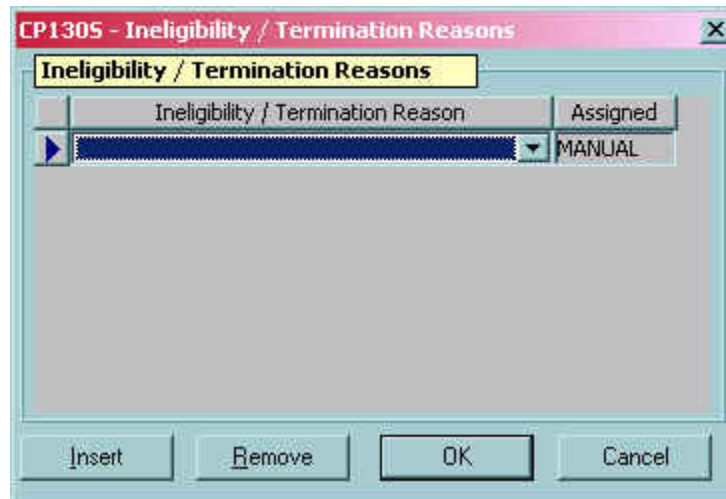 CP130S - Ineligibility / Termination Reasons
Ineligibility / Termination Reasons
Ineligibility / Termination Reason Assigned
MANUAL
Insert Remove OK Cancel